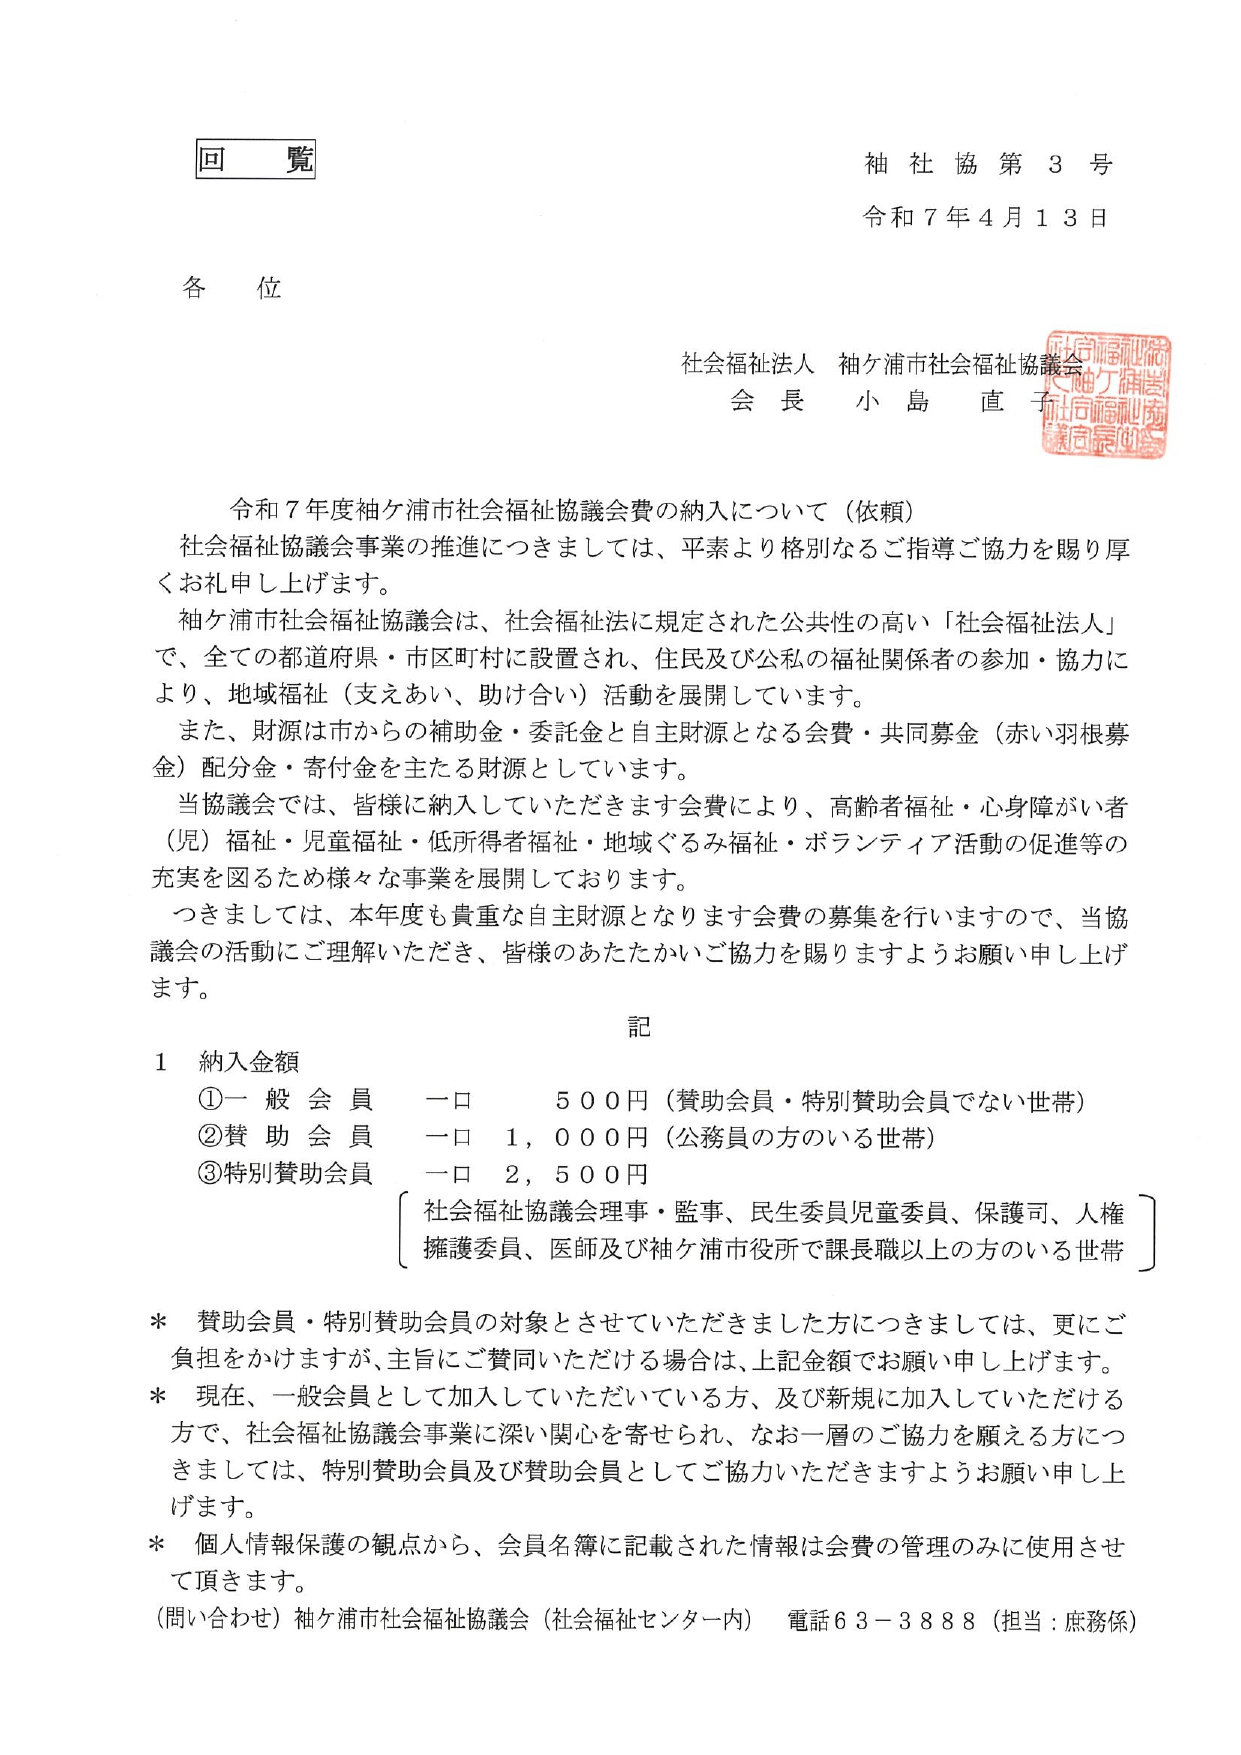 回　覧
袖社協第３号
令和７年４月１３日
各　位
社会福祉法人　袖ケ浦市社会福祉協議会
会　長　　小　島　　直　子
令和７年度袖ケ浦市社会福祉協議会費の納入について（依頼）
社会福祉協議会事業の推進につきましては、平素より格別なるご指導ご協力を賜り厚
くお礼申し上げます。
袖ケ浦市社会福祉協議会は、社会福祉法に規定された公共性の高い「社会福祉法人」
で、全ての都道府県・市区町村に設置され、住民及び公私の福祉関係者の参加・協力に
より、地域福祉（支えあい、助け合い）活動を展開しています。
また、財源は市からの補助金・委託金と自主財源となる会費・共同募金（赤い羽根募
金）配分金・寄付金を主たる財源としています。
当協議会では、皆様に納入していただきます会費により、高齢者福祉・心身障がい者
（児）福祉・児童福祉・低所得者福祉・地域ぐるみ福祉・ボランティア活動の促進等の
充実を図るため様々な事業を展開しております。
つきましては、本年度も貴重な自主財源となります会費の募集を行いますので、当協
議会の活動にご理解いただき、皆様のあたたかいご協力を賜りますようお願い申し上げ
ます。
記
１　納入金額
①一　般　会　員　　一口　　　５００円（賛助会員・特別賛助会員でない世帯）
②賛　助　会　員　　一口　１，０００円（公務員の方のいる世帯）
③特別賛助会員　　一口　２，５００円
社会福祉協議会理事・監事、民生委員児童委員、保護司、人権
擁護委員、医師及び袖ケ浦市役所で課長職以上の方のいる世帯
＊　賛助会員・特別賛助会員の対象とさせていただきました方につきましては、更にご
負担をかけますが、主旨にご賛同いただける場合は、上記金額でお願い申し上げます。
＊　現在、一般会員として加入していただいている方、及び新規に加入していただける
方で、社会福祉協議会事業に深い関心を寄せられ、なお一層のご協力を願える方につ
きましては、特別賛助会員及び賛助会員としてご協力いただきますようお願い申し上
げます。
＊　個人情報保護の観点から、会員名簿に記載された情報は会費の管理のみに使用させ
て頂きます。
（問い合わせ）袖ケ浦市社会福祉協議会（社会福祉センター内）　電話６３－３８８８（担当：庶務係）